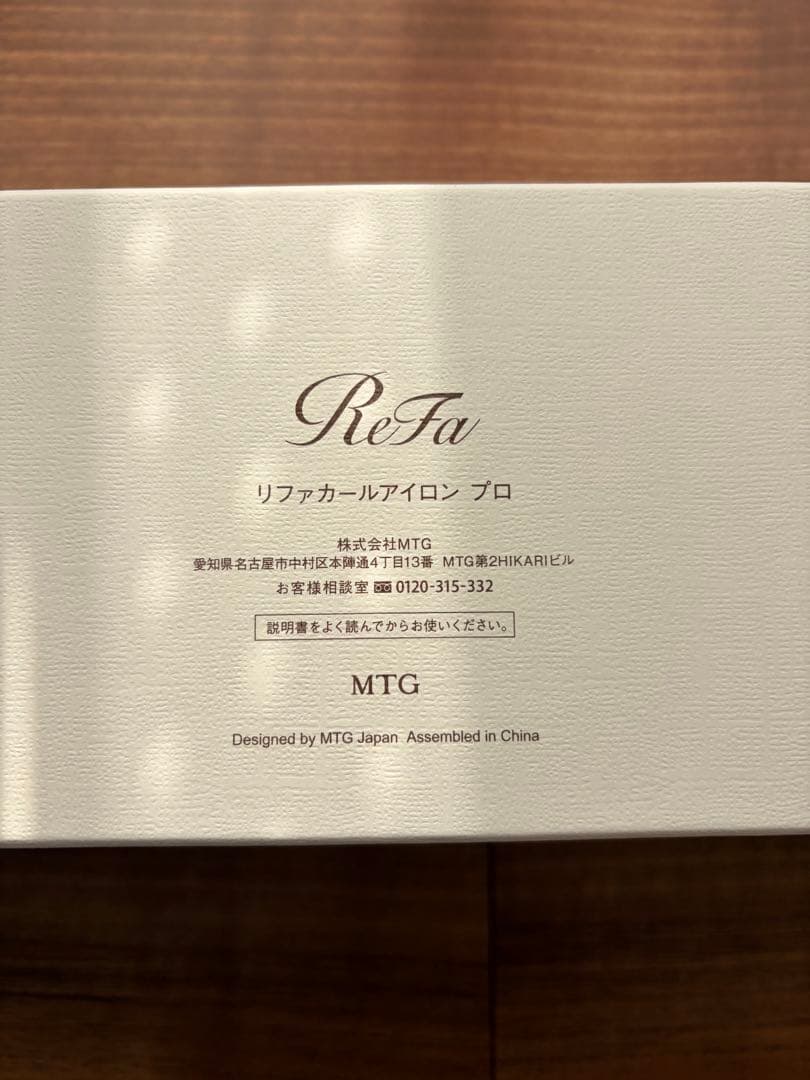 ReFa
リファカールアイロン プロ
株式会社MTG
愛知県名古屋市中村区本陣通4丁目13番 MTG第2HIKARIビル
お客様相談室 0120-315-332
説明書をよく読んでからお使いください。
MTG
Designed by MTG Japan Assembled in China